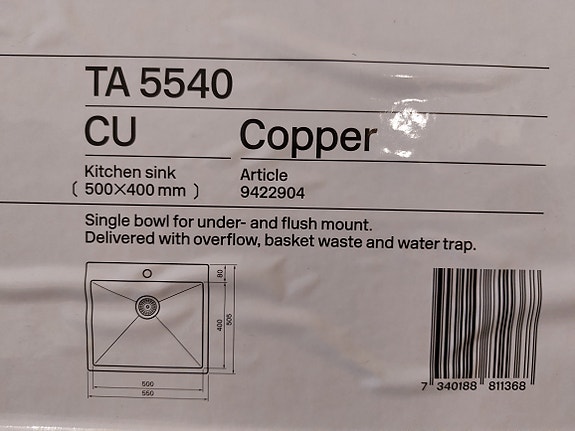 TA 5540
CU
Copper
Kitchen sink
( 500×400 mm )
Article
9422904
Single bowl for under- and flush mount.
Delivered with overflow, basket waste and water trap.
80
400
505
500
550
7 340188 811368